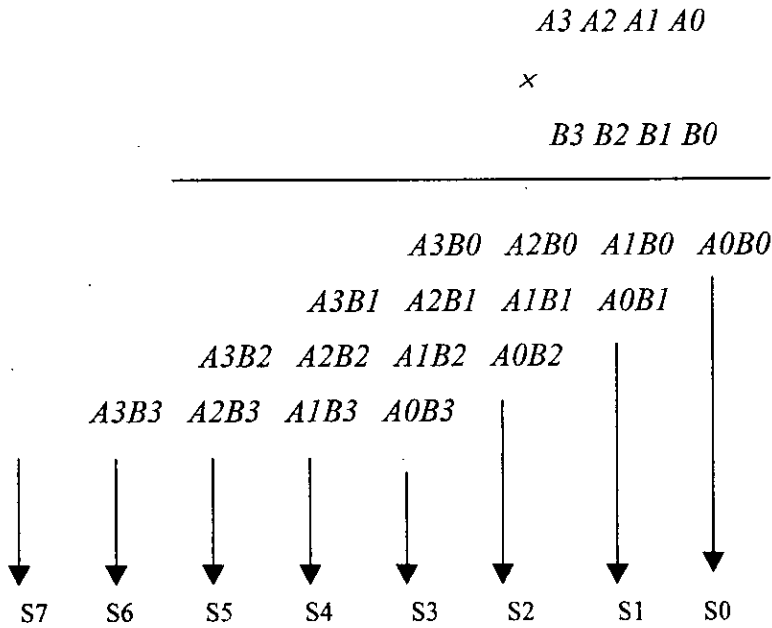 A3 A2 A1 A0
×
B3 B2 B1 B0
A3B0 A2B0 A1B0 A0B0
A3B1 A2B1 A1B1 A0B1
A3B2 A2B2 A1B2 A0B2
A3B3 A2B3 A1B3 A0B3
S7 S6 S5 S4 S3 S2 S1 S0